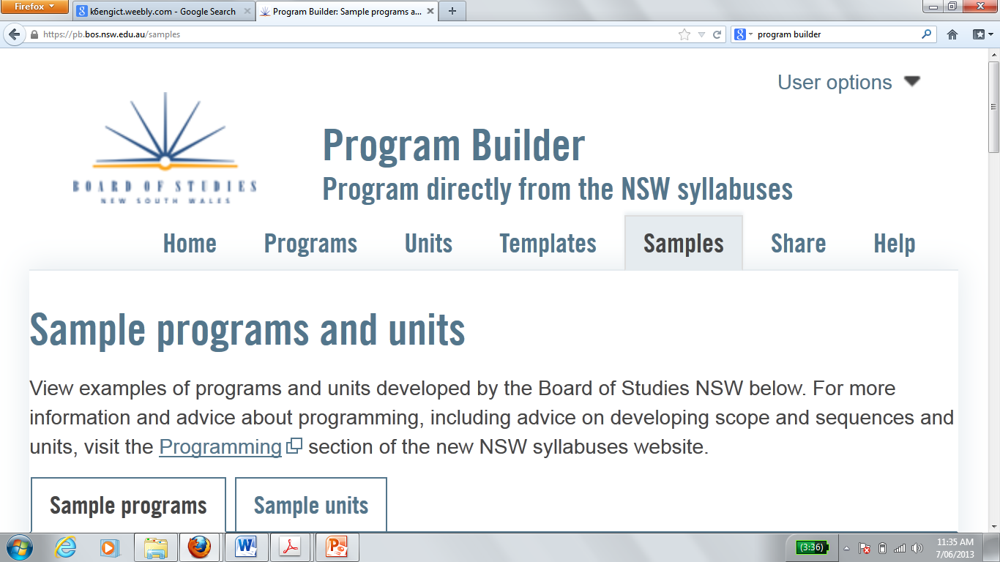 Firefox
k6engict.weebly.com - Google Search
Program Builder: Sample programs a...
https://pb.bos.nsw.edu.au/samples
program builder
User options
BOARD OF STUDIES
NEW SOUTH WALES
Program Builder
Program directly from the NSW syllabuses
Home Programs Units Templates Samples Share Help
Sample programs and units
View examples of programs and units developed by the Board of Studies NSW below. For more
information and advice about programming, including advice on developing scope and sequences and
units, visit the Programming section of the new NSW syllabuses website.
Sample programs Sample units
(3:36)
11:35 AM
7/06/2013